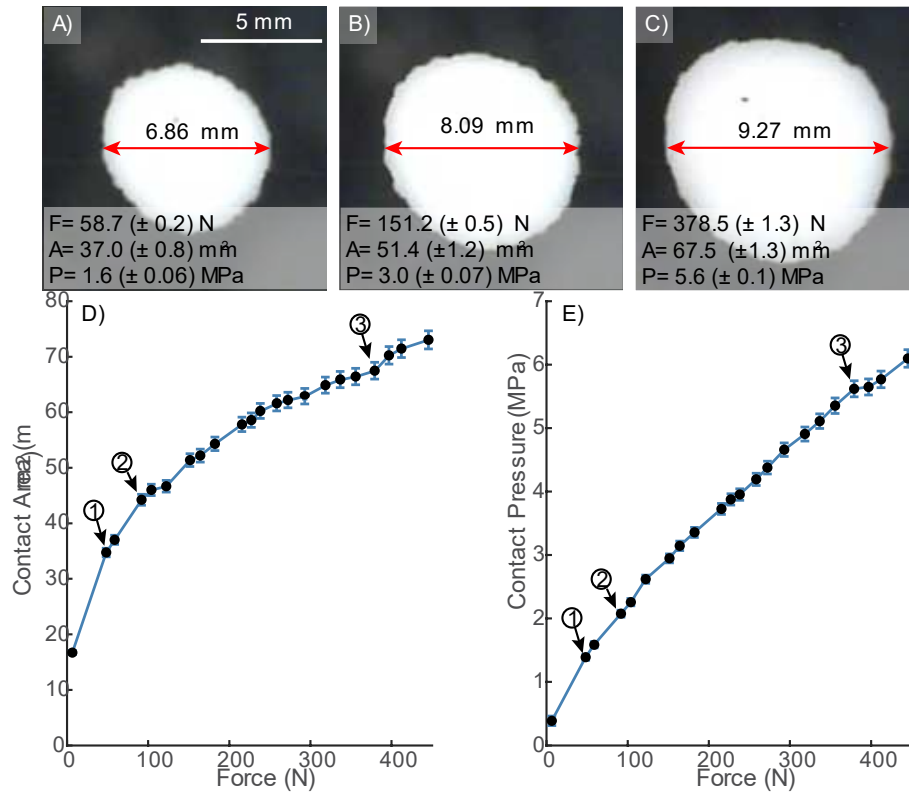 A)
5 mm
6.86 mm
F= 58.7 (± 0.2) N
A= 37.0 (± 0.8) mm²
P= 1.6 (± 0.06) MPa
B)
8.09 mm
F= 151.2 (± 0.5) N
A= 51.4 (±1.2) mm²
P= 3.0 (± 0.07) MPa
C)
9.27 mm
F= 378.5 (± 1.3) N
A= 67.5 (±1.3) mm²
P= 5.6 (± 0.1) MPa
D)
80
70
60
50
40
30
20
10
0
Contact Area (m
m2)
①
②
③
0 100 200 300 400
Force (N)
E)
7
6
5
4
3
2
1
0
Contact Pressure (MPa)
①
②
③
0 100 200 300 400
Force (N)